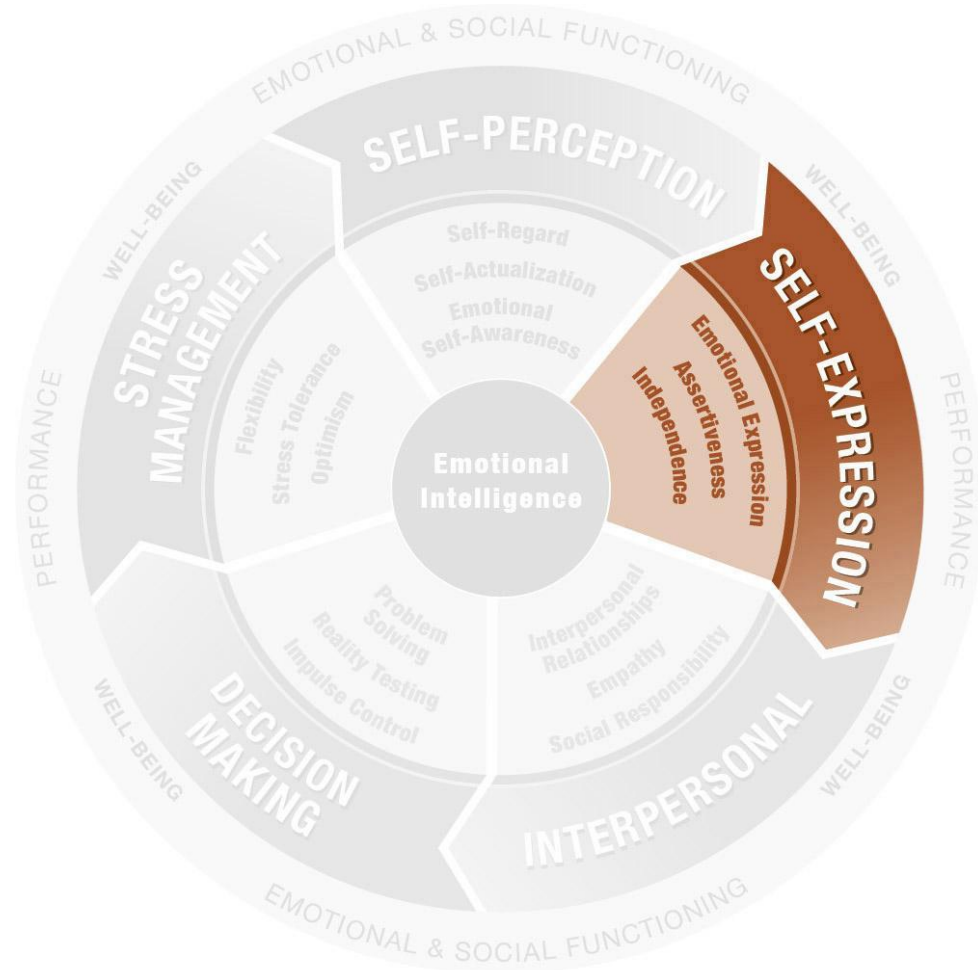 EMOTIONAL & SOCIAL FUNCTIONING
WELL-BEING
PERFORMANCE
WELL-BEING
EMOTIONAL & SOCIAL FUNCTIONING
WELL-BEING
PERFORMANCE
WELL-BEING
SELF-PERCEPTION
Self-Regard
Self-Actualization
Emotional
Self-Awareness
SELF-EXPRESSION
Emotional Expression
Assertiveness
Independence
INTERPERSONAL
Interpersonal
Relationships
Empathy
Social Responsibility
DECISION
MAKING
Problem
Solving
Reality Testing
Impulse Control
STRESS
MANAGEMENT
Flexibility
Stress Tolerance
Optimism
Emotional
Intelligence